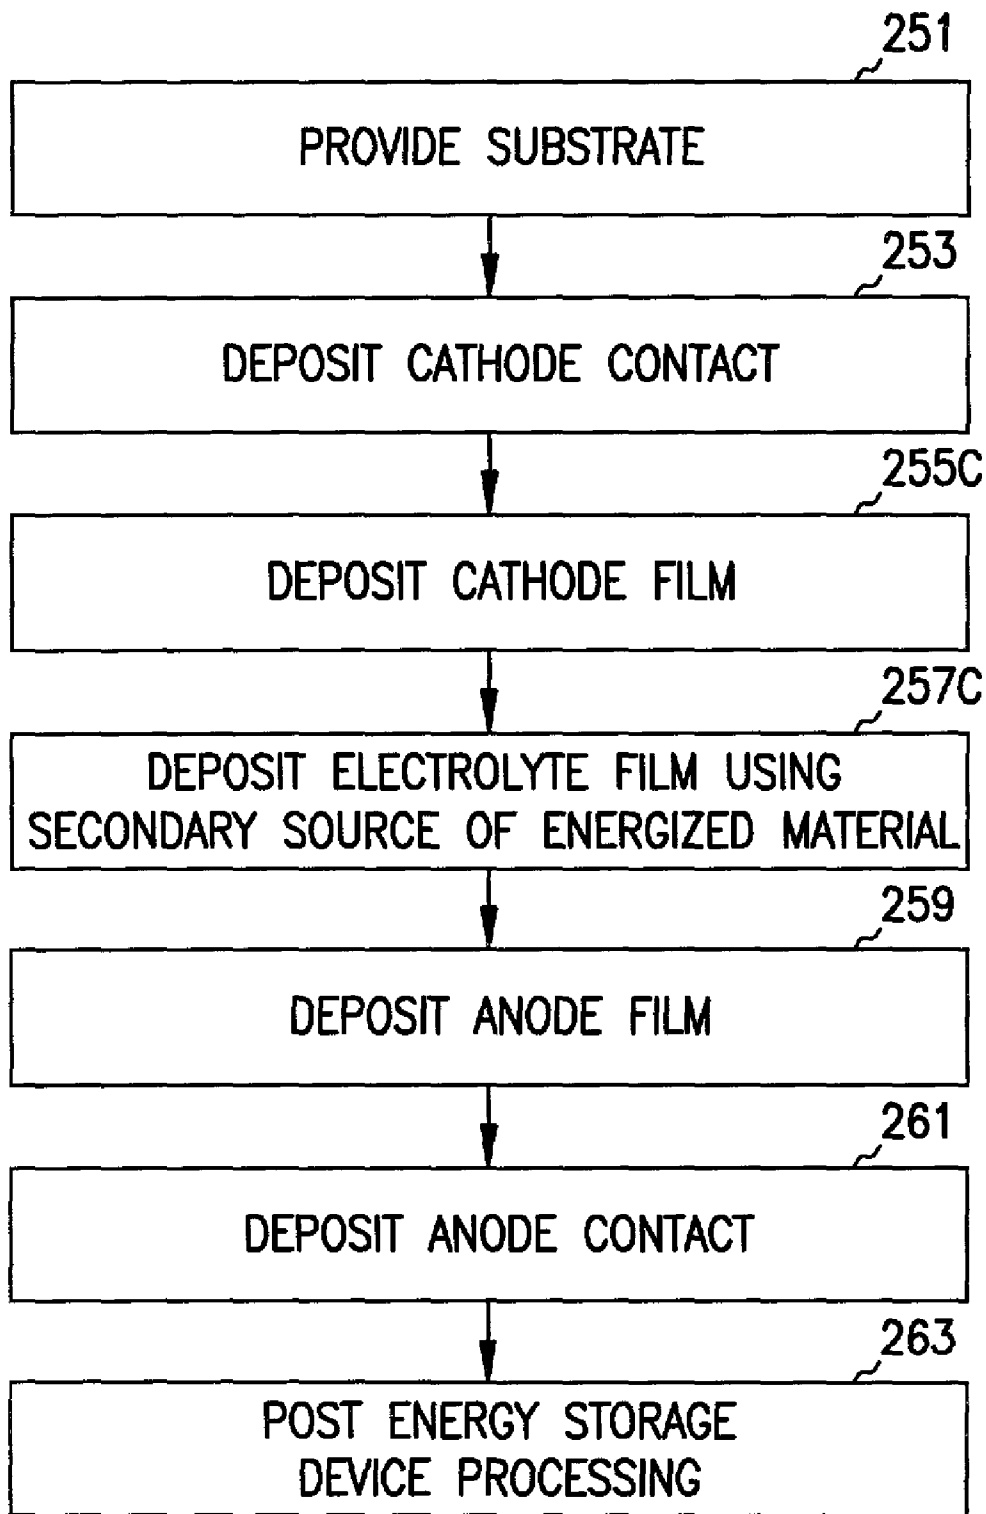 251
PROVIDE SUBSTRATE
253
DEPOSIT CATHODE CONTACT
255C
DEPOSIT CATHODE FILM
257C
DEPOSIT ELECTROLYTE FILM USING
SECONDARY SOURCE OF ENERGIZED MATERIAL
259
DEPOSIT ANODE FILM
261
DEPOSIT ANODE CONTACT
263
POST ENERGY STORAGE
DEVICE PROCESSING